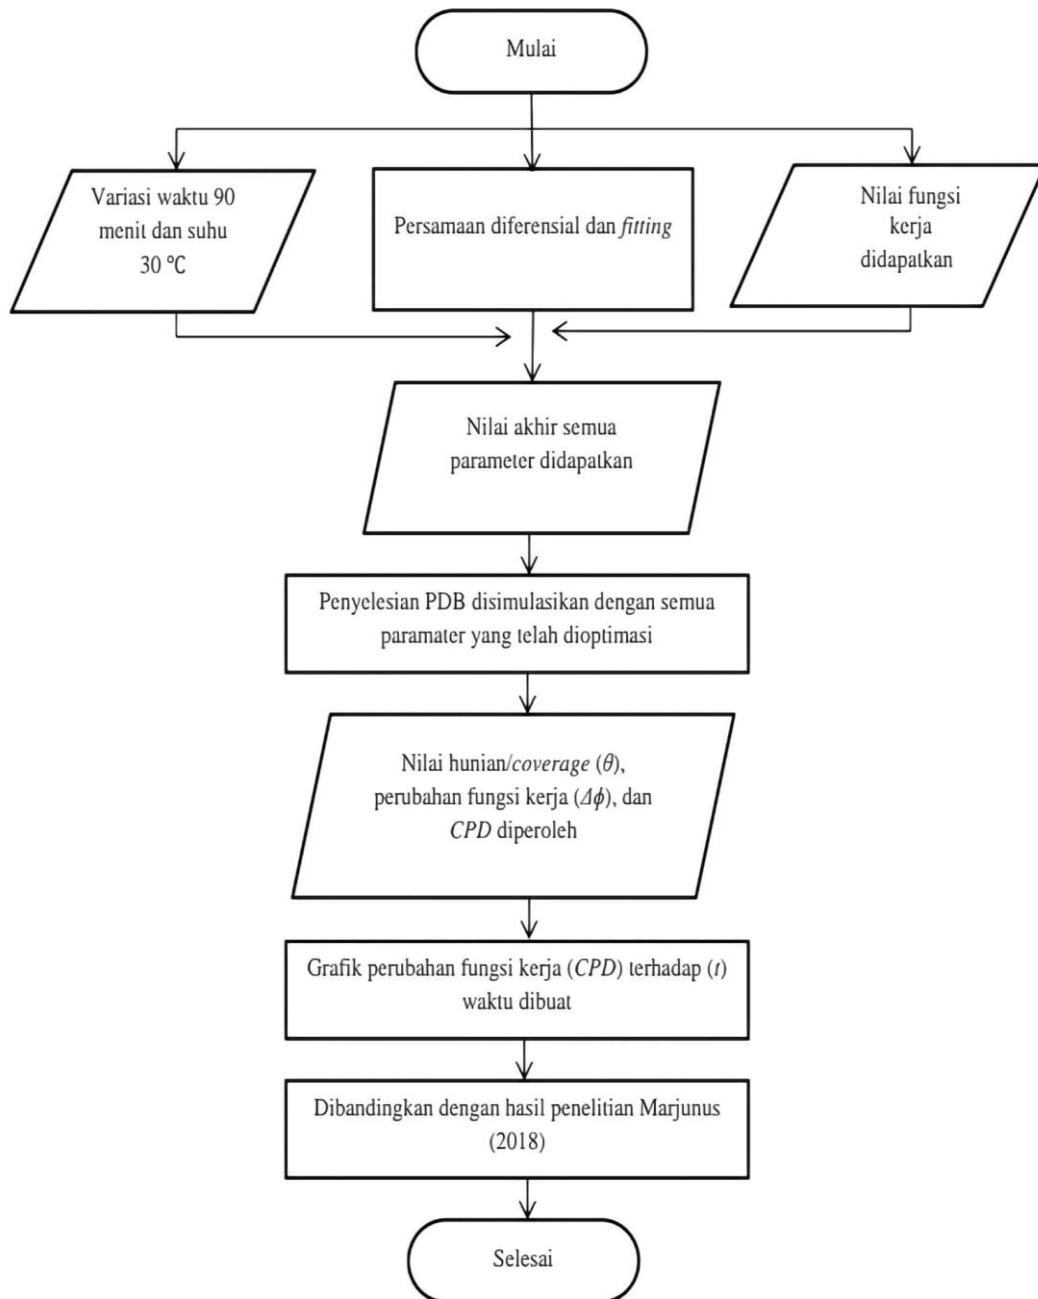 Mulai
Variasi waktu 90
menit dan suhu
30 °C
Persamaan diferensial dan fitting
Nilai fungsi
kerja
didapatkan
Nilai akhir semua
parameter didapatkan
Penyelesian PDB disimulasikan dengan semua
paramater yang telah dioptimasi
Nilai hunian/coverage (θ),
perubahan fungsi kerja (Δϕ), dan
CPD diperoleh
Grafik perubahan fungsi kerja (CPD) terhadap (t)
waktu dibuat
Dibandingkan dengan hasil penelitian Marjunus
(2018)
Selesai